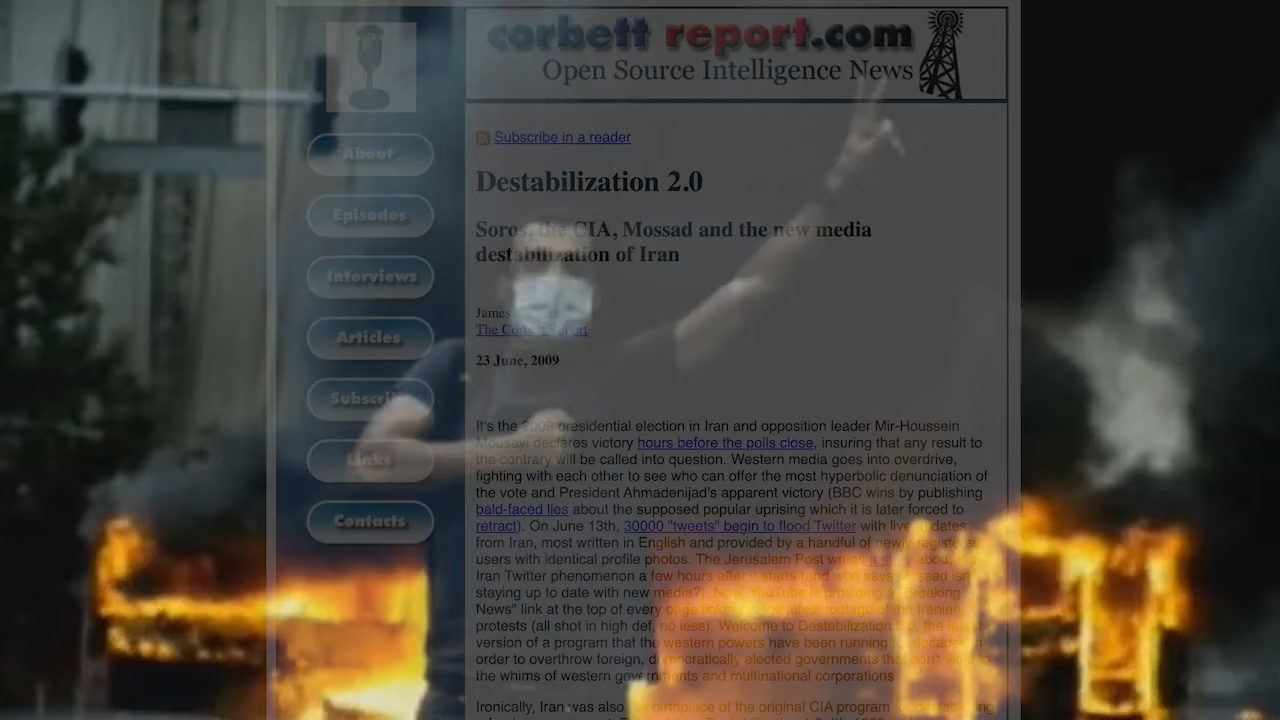 corbett report.com
Open Source Intelligence News
About
Episodes
Interviews
Articles
Subscri
Links
Contacts
Subscribe in a reader
Destabilization 2.0
Soros, the CIA, Mossad and the new media
destabilization of Iran
James
The Corbett Report
23 June, 2009
It's the 2009 presidential election in Iran and opposition leader Mir-Houssein
Mousavi declares victory hours before the polls close, insuring that any result to
the contrary will be called into question. Western media goes into overdrive,
fighting with each other to see who can offer the most hyperbolic denunciation of
the vote and President Ahmadenijad's apparent victory (BBC wins by publishing
bald-faced lies about the supposed popular uprising which it is later forced to
retract). On June 13th, 30000 "tweets" begin to flood Twitter with live updates
from Iran, most written in English and provided by a handful of newly-registered
users with identical profile photos. The Jerusalem Post writes a story about the
Iran Twitter phenomenon a few hours after it starts (and who says Mossad isn't
staying up to date with new media?). Now, YouTube is providing a "Breaking
News" link at the top of every page linking to the latest footage of the Iranian
protests (all shot in high def, no less). Welcome to Destabilization 2.0, the latest
version of a program that the western powers have been running for decades in
order to overthrow foreign, democratically elected governments that don't yield to
the whims of western governments and multinational corporations
Ironically, Iran was also the birthplace of the original CIA program for